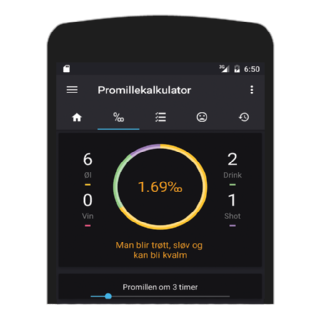 3G 6:50
Promillekalkulator
%o
6 2
Øl Drink
1.69‰
0 1
Vin Shot
Man blir trøtt, sløv og
kan bli kvalm
Promillen om 3 timer